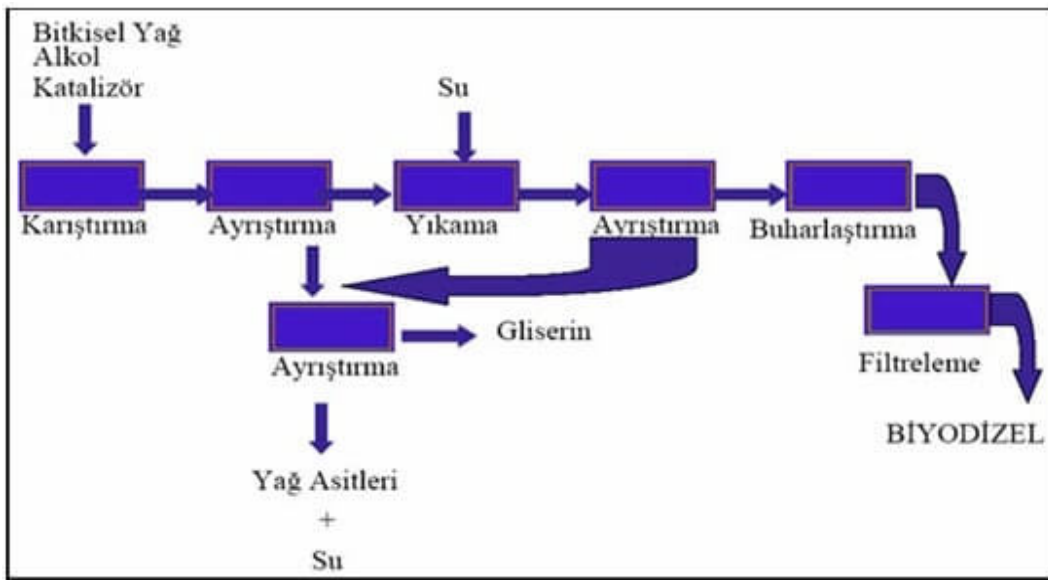 Bitkisel Yağ
Alkol
Katalizör
Su
Karıştırma
Ayrıştırma
Yıkama
Ayrıştırma
Buharlaştırma
Ayrıştırma
Gliserin
Filtreleme
BİYODİZEL
Yağ Asitleri
+
Su